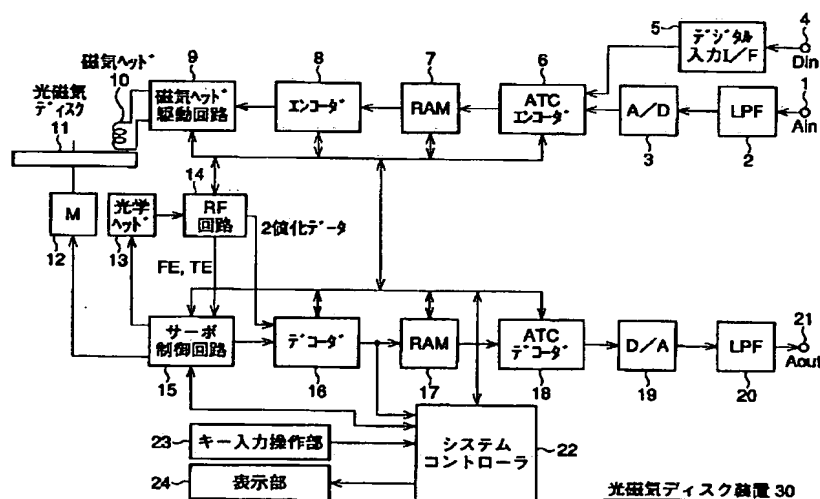 5
デジタル
入力I/F
4
Din
磁気ヘッド
10
9
磁気ヘッド
駆動回路
8
エンコーダ
7
RAM
6
ATC
エンコーダ
A/D
3
LPF
2
1
Ain
光磁気
ディスク
11
14
RF
回路
2値化データ
M
12
光学
ヘッド
13
FE, TE
サーボ
制御回路
15
デコーダ
16
RAM
17
ATC
デコーダ
18
D/A
19
LPF
20
21
Aout
23
キー入力操作部
24
表示部
システム
コントローラ
22
光磁気ディスク装置 30